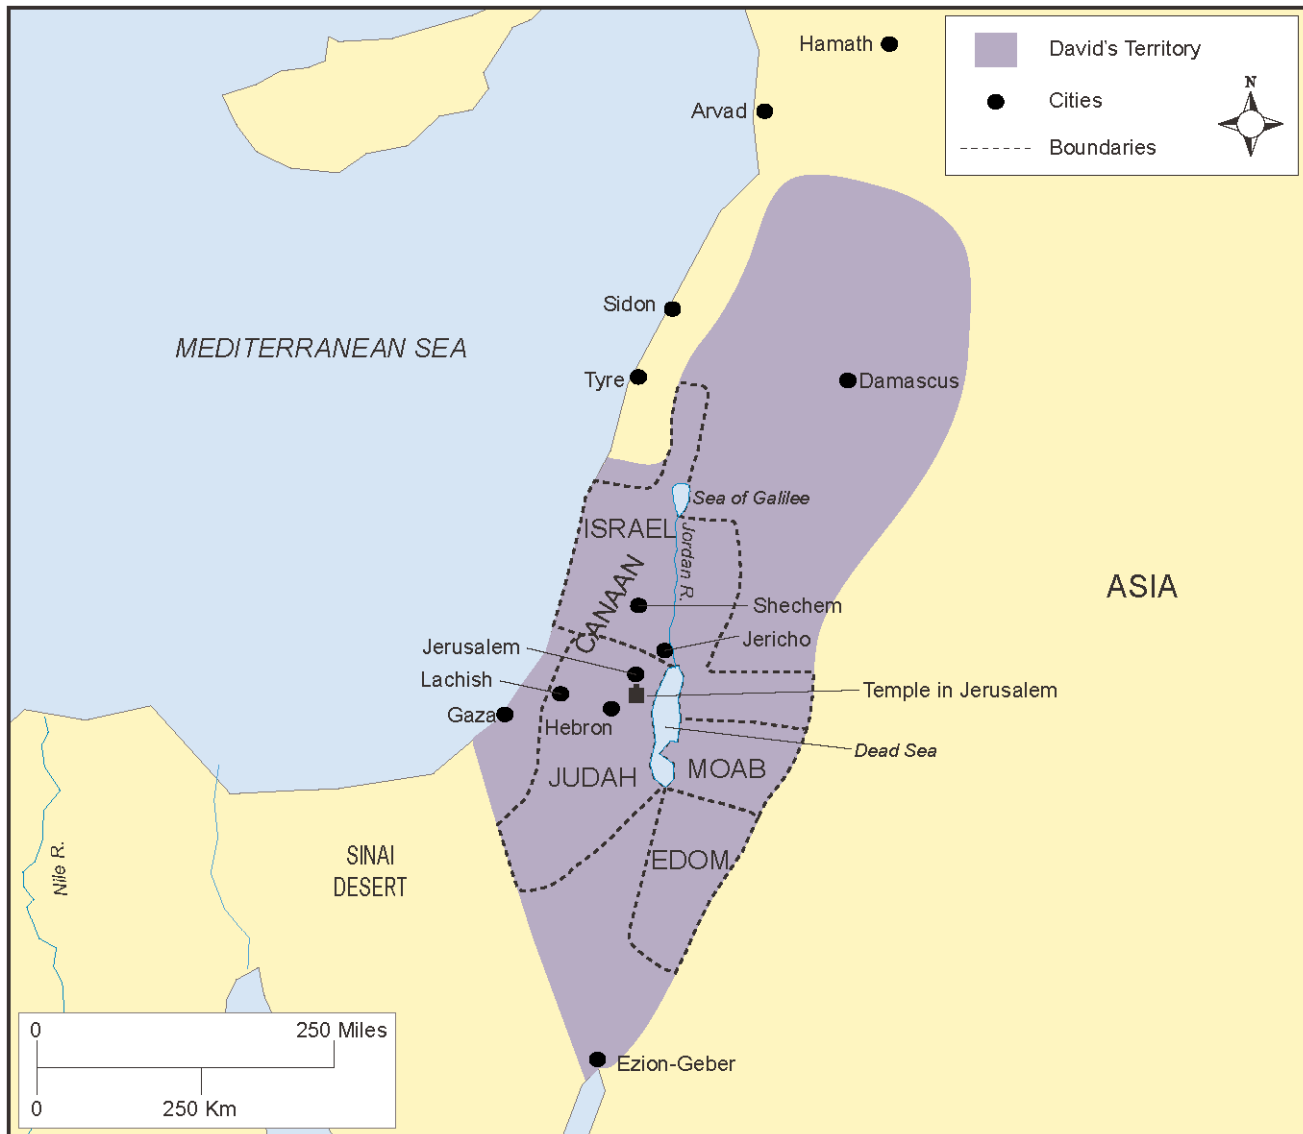 Hamath
David's Territory
N
Cities
Arvad
Boundaries
Sidon
MEDITERRANEAN SEA
Tyre
Damascus
Sea of Galilee
ISRAEL
Jordan R.
CANAAN
ASIA
Shechem
Jericho
Jerusalem
Lachish
Temple in Jerusalem
Gaza
Hebron
Dead Sea
JUDAH
MOAB
Nile R.
SINAI
DESERT
EDOM
0
250 Miles
Ezion-Geber
0
250 Km